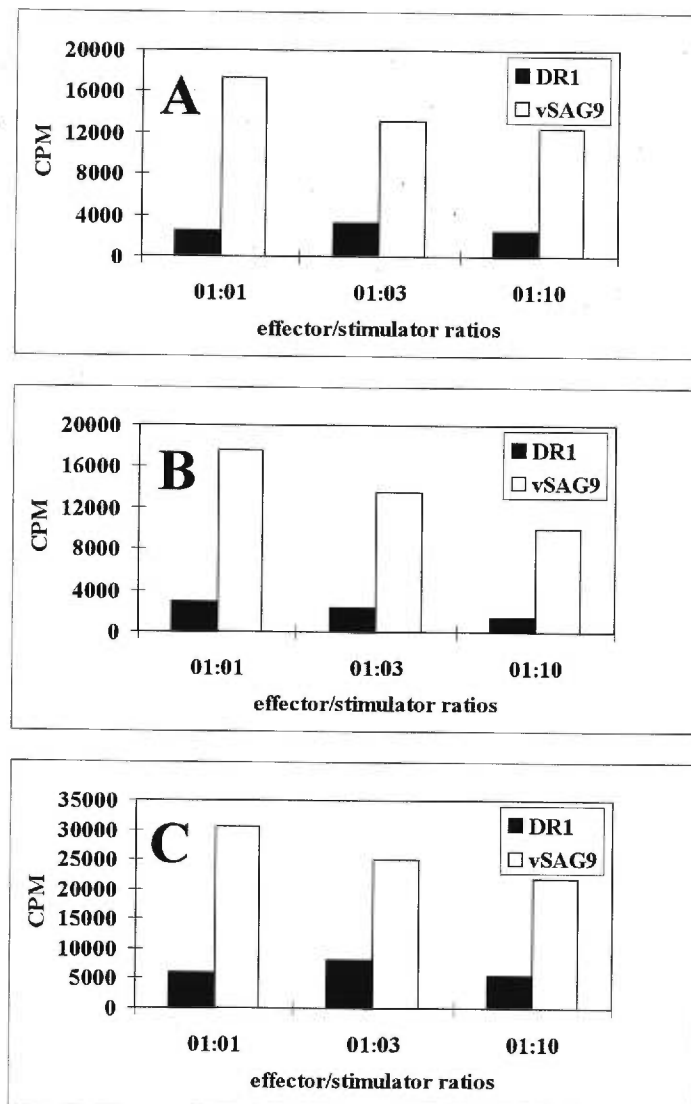 20000
16000
12000
8000
4000
0
CPM
A
DR1
vSAG9
01:01 01:03 01:10
effector/stimulator ratios
20000
16000
12000
8000
4000
0
CPM
B
DR1
vSAG9
01:01 01:03 01:10
effector/stimulator ratios
35000
30000
25000
20000
15000
10000
5000
0
CPM
C
DR1
vSAG9
01:01 01:03 01:10
effector/stimulator ratios